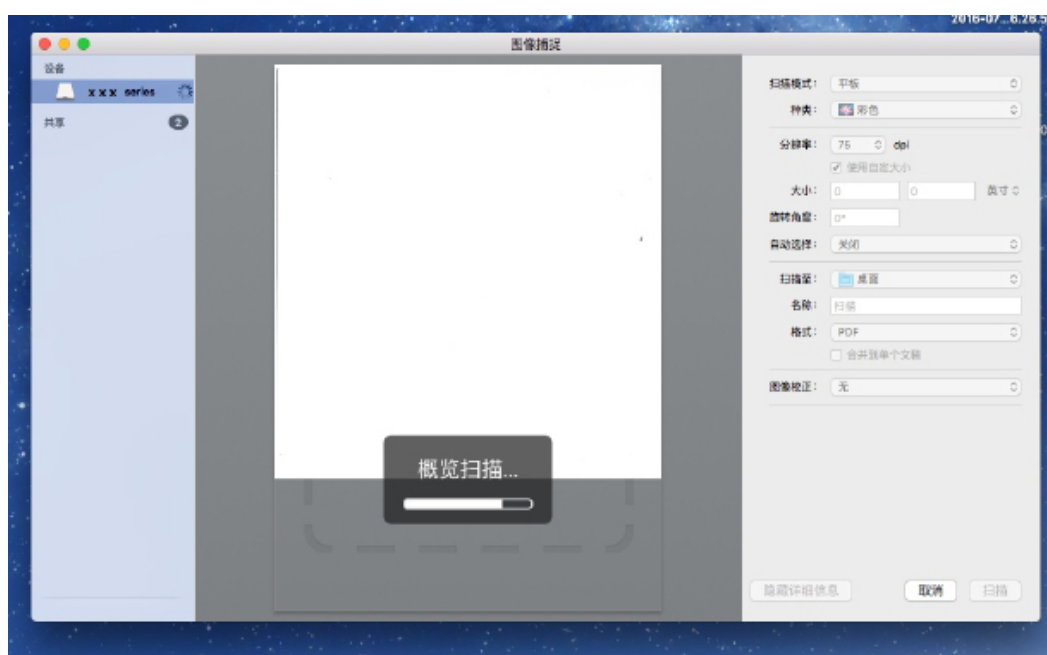 2016-07...6.26.5
图像捕捉
设备
x x x series
共享
2
概览扫描...
扫描模式： 平板
种类： 彩色
分辨率： 75 dpi
使用自定大小
大小： 0 0 英寸
旋转角度： 0°
自动选择： 关闭
扫描至： 桌面
名称： 扫描
格式： PDF
合并到单个文稿
图像校正： 无
隐藏详细信息 取消 扫描